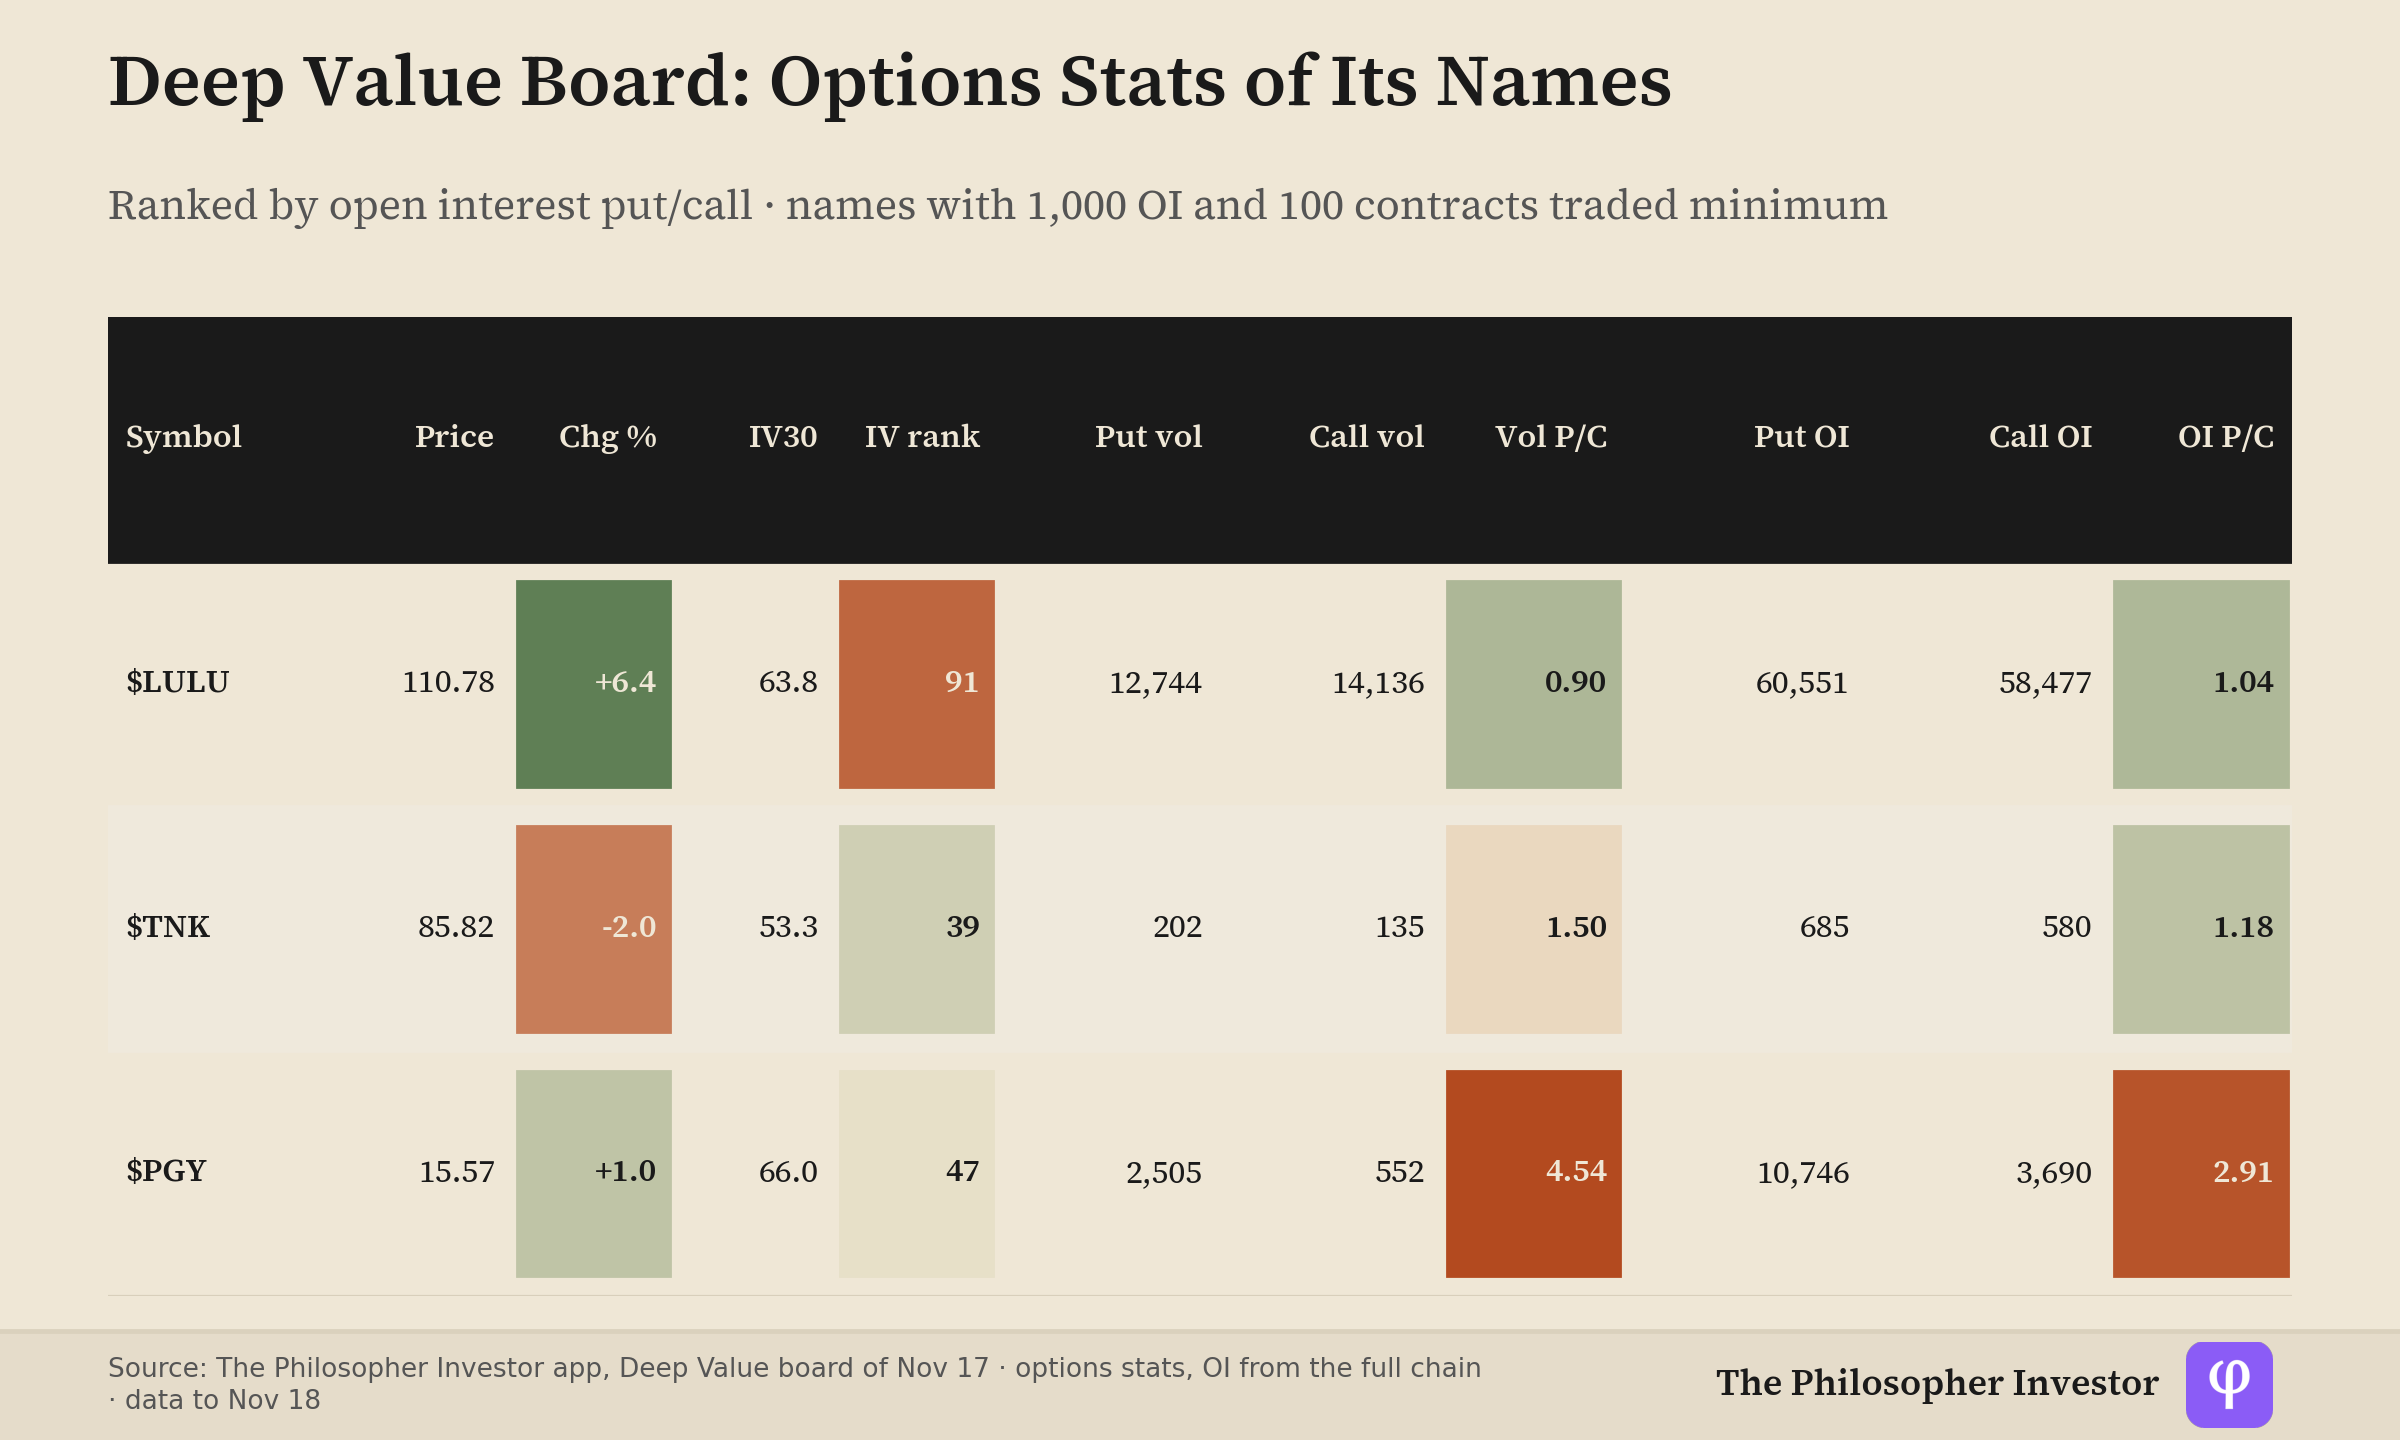 Deep Value Board: Options Stats of Its Names
Ranked by open interest put/call · names with 1,000 OI and 100 contracts traded minimum
Symbol Price Chg % IV30 IV rank Put vol Call vol Vol P/C Put OI Call OI OI P/C
$LULU 110.78 +6.4 63.8 91 12,744 14,136 0.90 60,551 58,477 1.04
$TNK 85.82 -2.0 53.3 39 202 135 1.50 685 580 1.18
$PGY 15.57 +1.0 66.0 47 2,505 552 4.54 10,746 3,690 2.91
Source: The Philosopher Investor app, Deep Value board of Nov 17 · options stats, OI from the full chain
· data to Nov 18
The Philosopher Investor φ